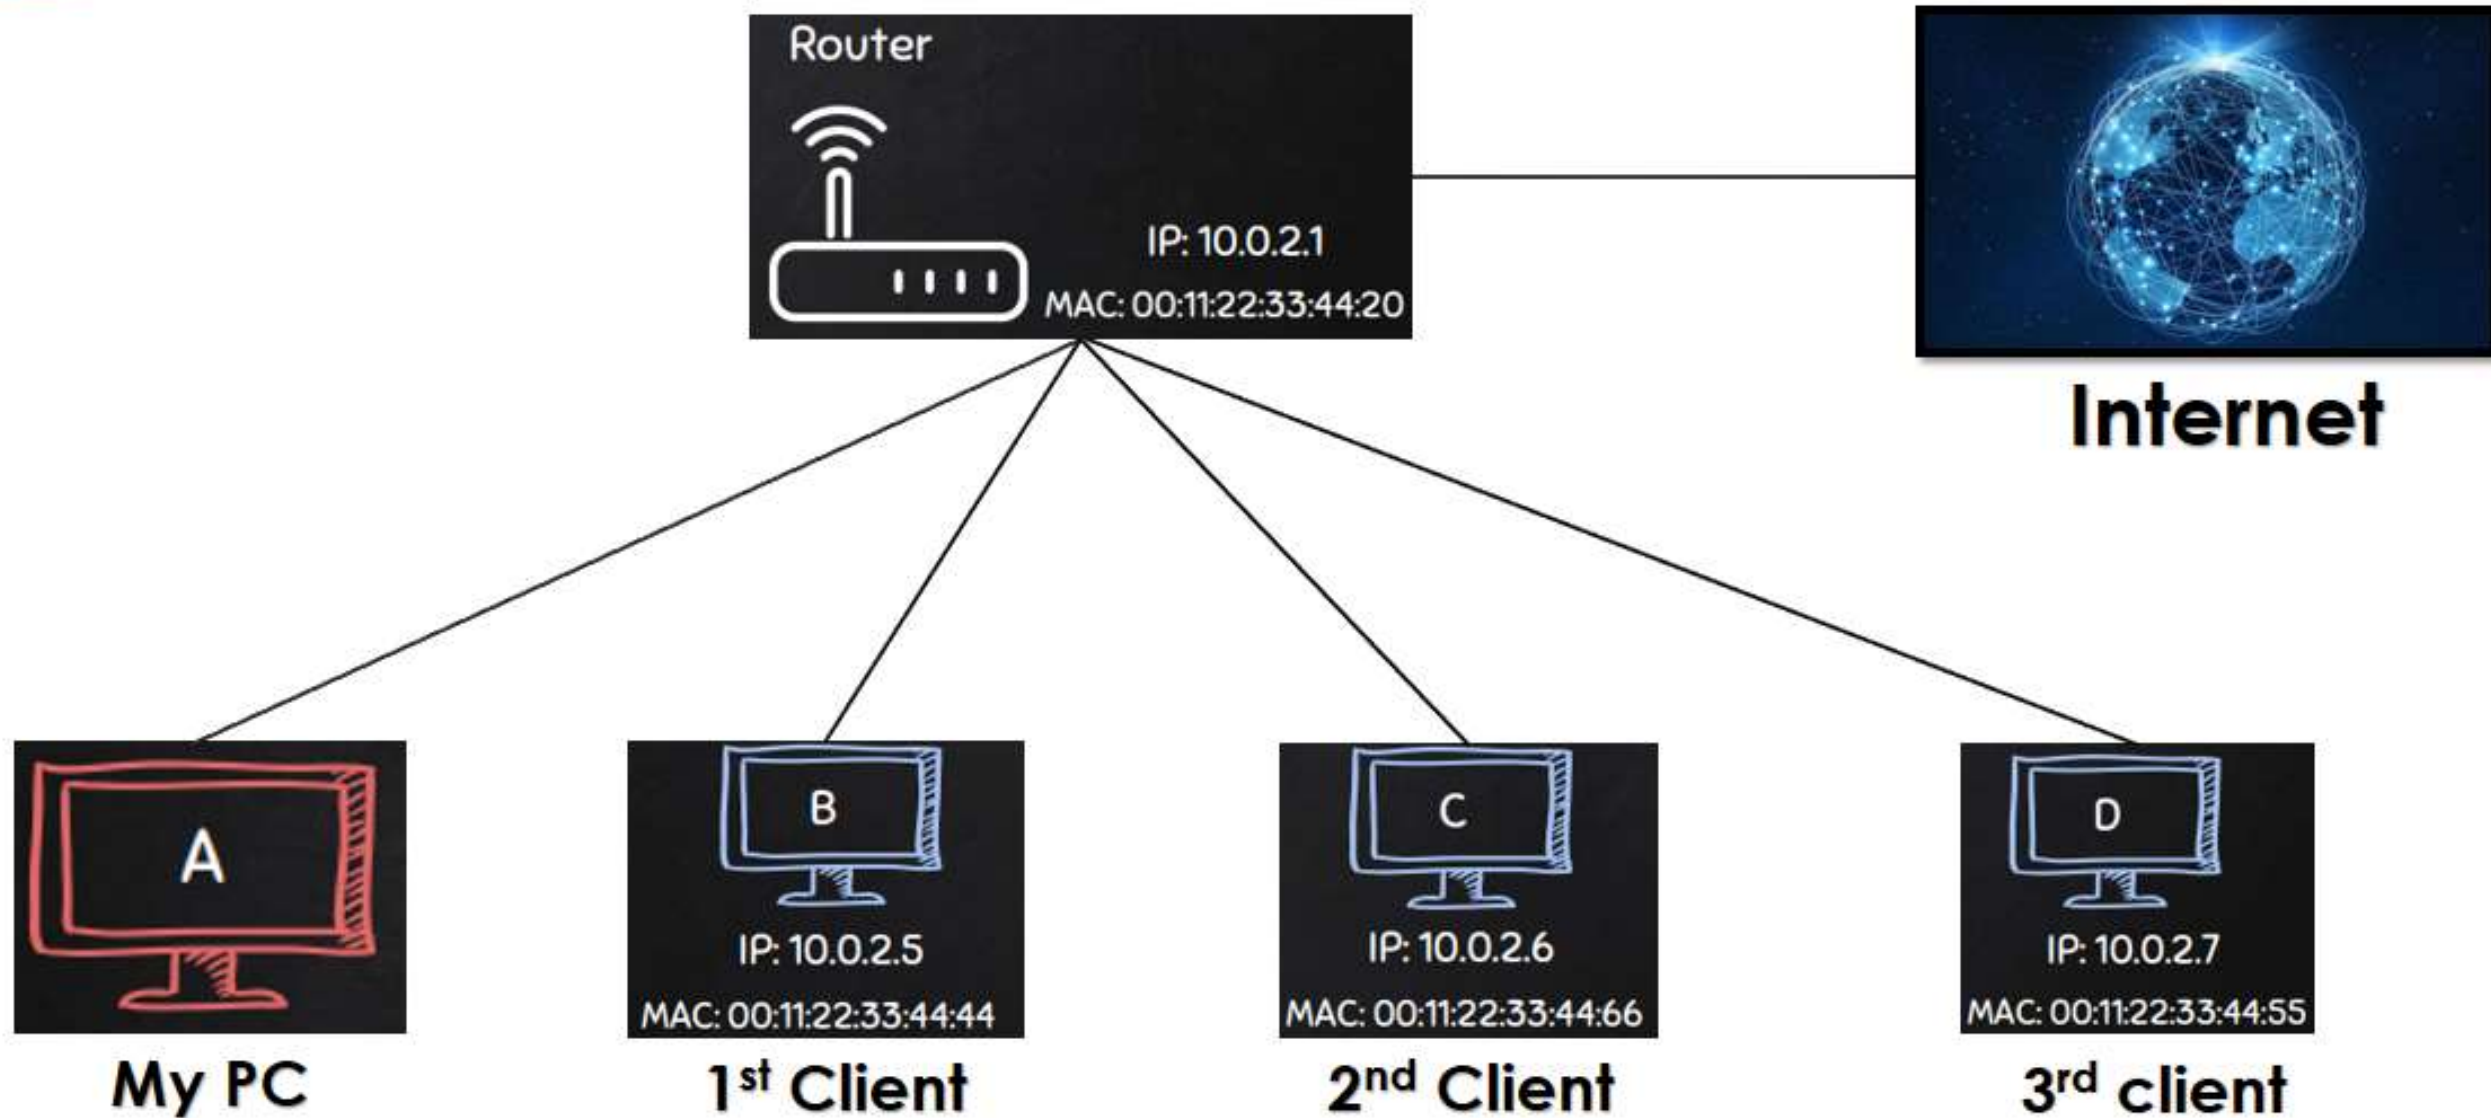 Router
IP: 10.0.2.1
MAC: 00:11:22:33:44:20
Internet
A
My PC
B
IP: 10.0.2.5
MAC: 00:11:22:33:44:44
1st Client
C
IP: 10.0.2.6
MAC: 00:11:22:33:44:66
2nd Client
D
IP: 10.0.2.7
MAC: 00:11:22:33:44:55
3rd client